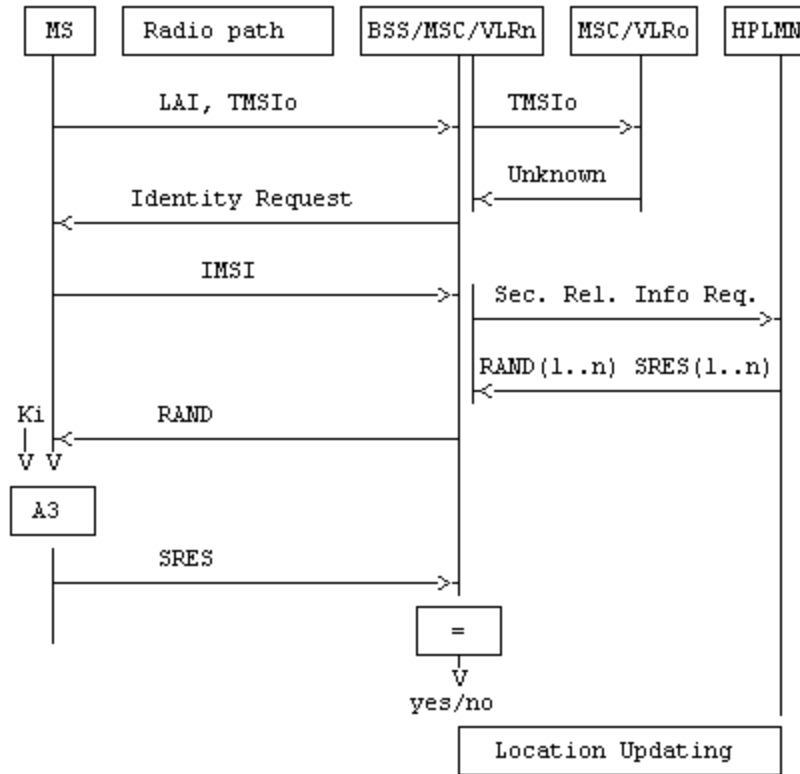 MS Radio path BSS/MSC/VLRn MSC/VLRo HPLMN
LAI, TMSIo TMSIo
Unknown
Identity Request
IMSI
Sec. Rel. Info Req.
RAND(1..n) SRES(1..n)
Ki RAND
V V
A3
SRES
=
V
yes/no
Location Updating